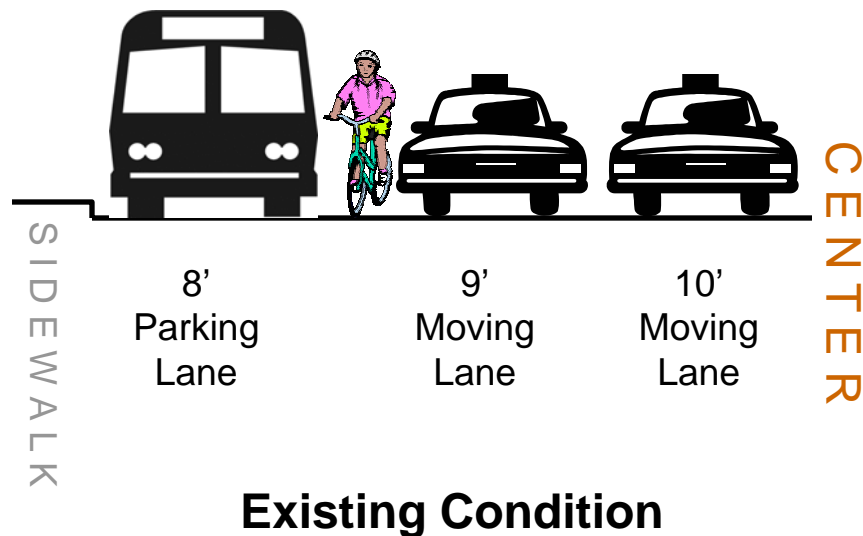 SIDEWALK
8’
Parking
Lane
9’
Moving
Lane
10’
Moving
Lane
CENTER
Existing Condition